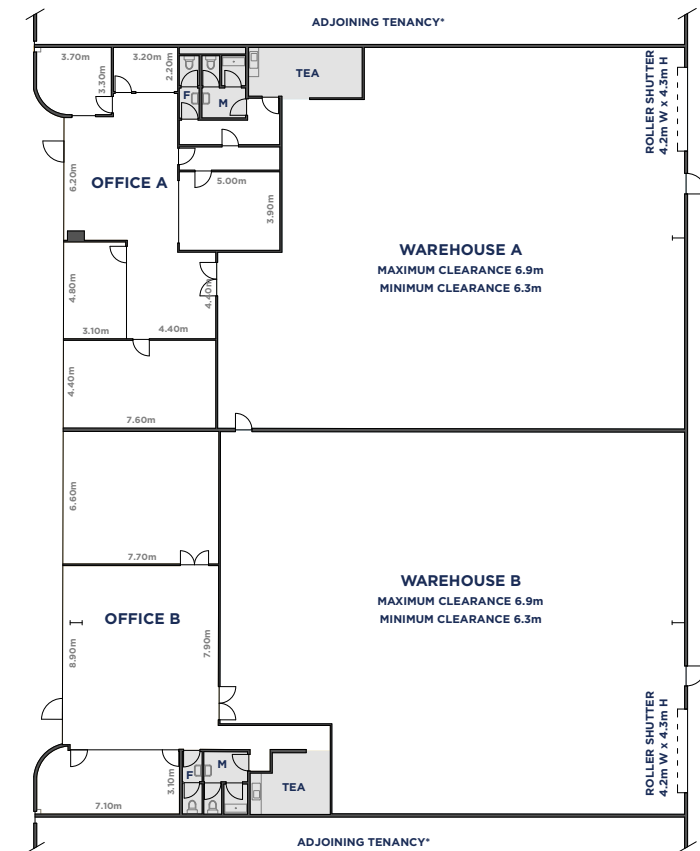 ADJOINING TENANCY*
3.70m
3.20m
2.20m
3.30m
TEA
F
M
ROLLER SHUTTER
4.2m W x 4.3m H
6.20m
OFFICE A
5.00m
3.90m
WAREHOUSE A
MAXIMUM CLEARANCE 6.9m
MINIMUM CLEARANCE 6.3m
4.80m
4.40m
3.10m
4.40m
4.40m
7.60m
6.60m
7.70m
WAREHOUSE B
MAXIMUM CLEARANCE 6.9m
MINIMUM CLEARANCE 6.3m
OFFICE B
8.90m
7.90m
ROLLER SHUTTER
4.2m W x 4.3m H
F
M
3.10m
TEA
7.10m
ADJOINING TENANCY*